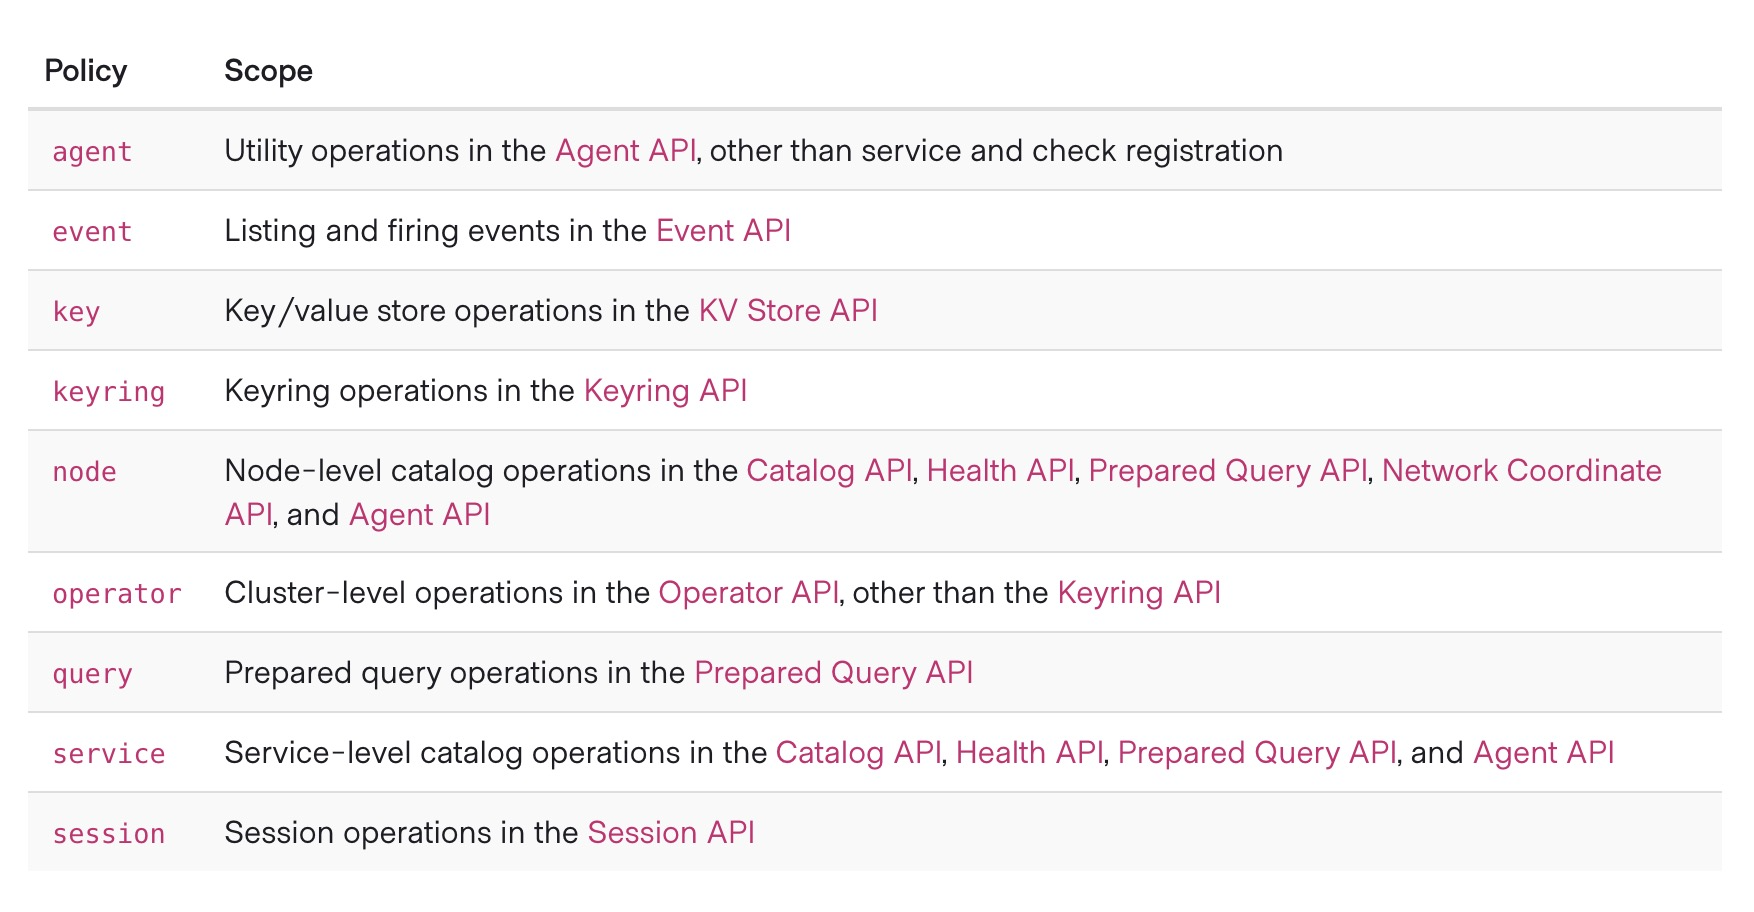 Policy Scope
agent Utility operations in the Agent API, other than service and check registration
event Listing and firing events in the Event API
key Key/value store operations in the KV Store API
keyring Keyring operations in the Keyring API
node Node-level catalog operations in the Catalog API, Health API, Prepared Query API, Network Coordinate
API, and Agent API
operator Cluster-level operations in the Operator API, other than the Keyring API
query Prepared query operations in the Prepared Query API
service Service-level catalog operations in the Catalog API, Health API, Prepared Query API, and Agent API
session Session operations in the Session API